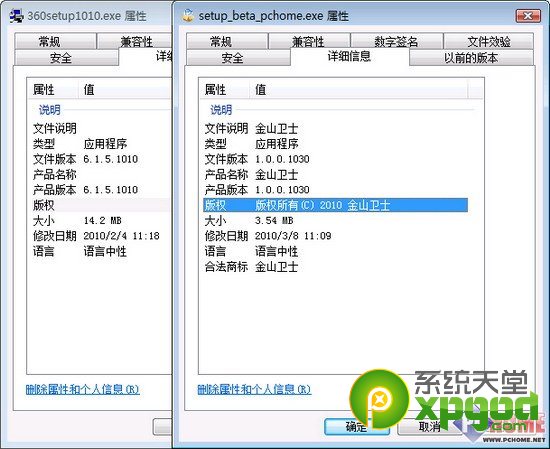 360setup1010.exe 属性
常规 兼容性
安全 详细
属性 值
说明
文件说明
类型 应用程序
文件版本 6.1.5.1010
产品名称
产品版本 6.1.5.1010
版权
大小 14.2 MB
修改日期 2010/2/4 11:18
语言 语言中性
删除属性和个人信息(R)
setup_beta_pchome.exe 属性
常规 兼容性 数字签名 文件效验
安全 详细信息 以前的版本
属性 值
说明
文件说明 金山卫士
类型 应用程序
文件版本 1.0.0.1030
产品名称 金山卫士
产品版本 1.0.0.1030
版权 版权所有(C) 2010 金山卫士
大小 3.54 MB
修改日期 2010/3/8 11:09
语言 语言中性
合法商标 金山卫士
删除属性和个人信息(R)
确定 取消
系统天堂
xpgod
WWW.PCHOME.NET